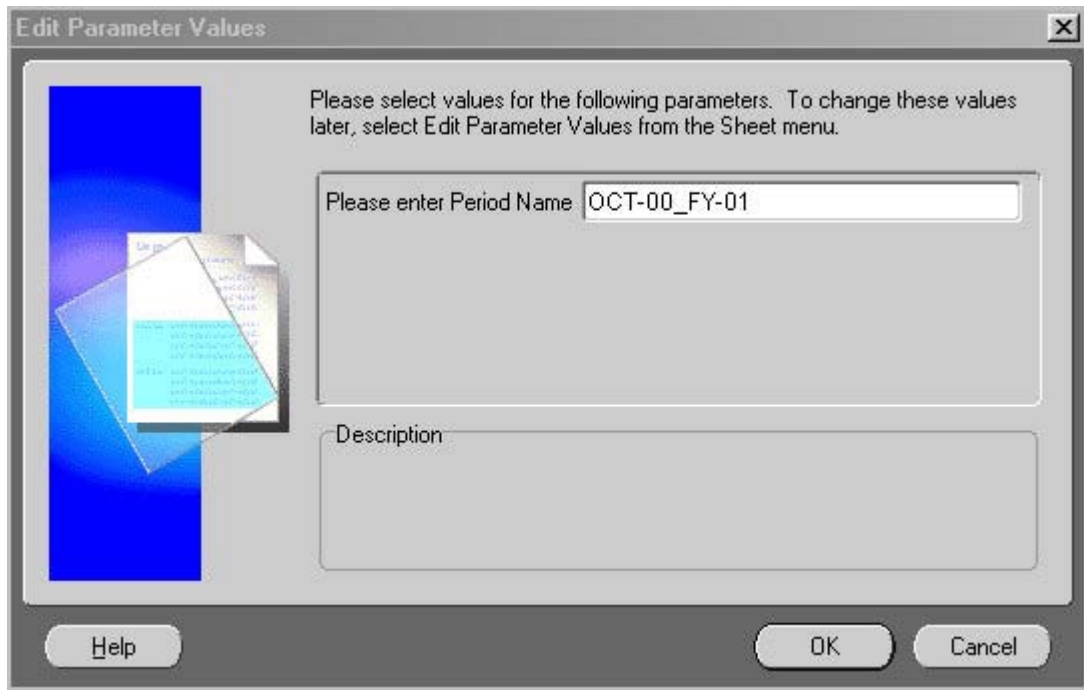 Edit Parameter Values
Please select values for the following parameters. To change these values
later, select Edit Parameter Values from the Sheet menu.
Please enter Period Name OCT-00_FY-01
Description
Help OK Cancel